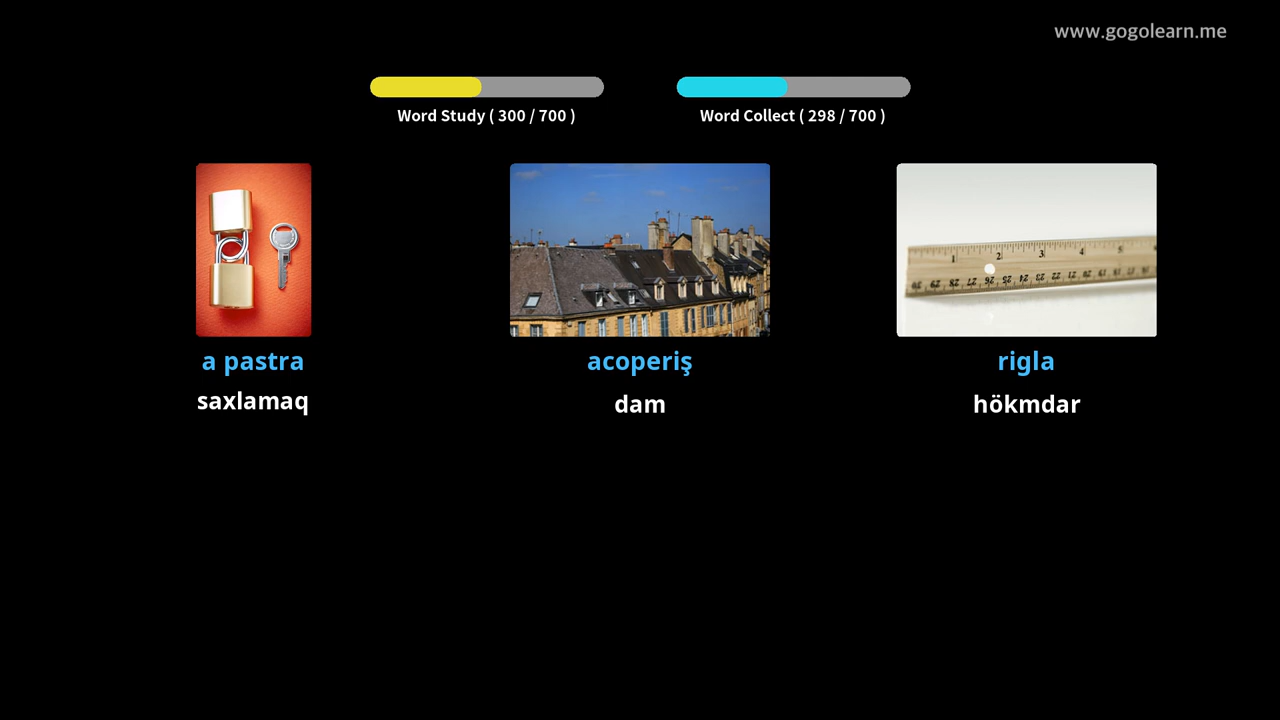 www.gogolearn.me
Word Study ( 300 / 700 )
Word Collect ( 298 / 700 )
a pastra
acoperiş
rigla
saxlamaq
dam
hökmdar